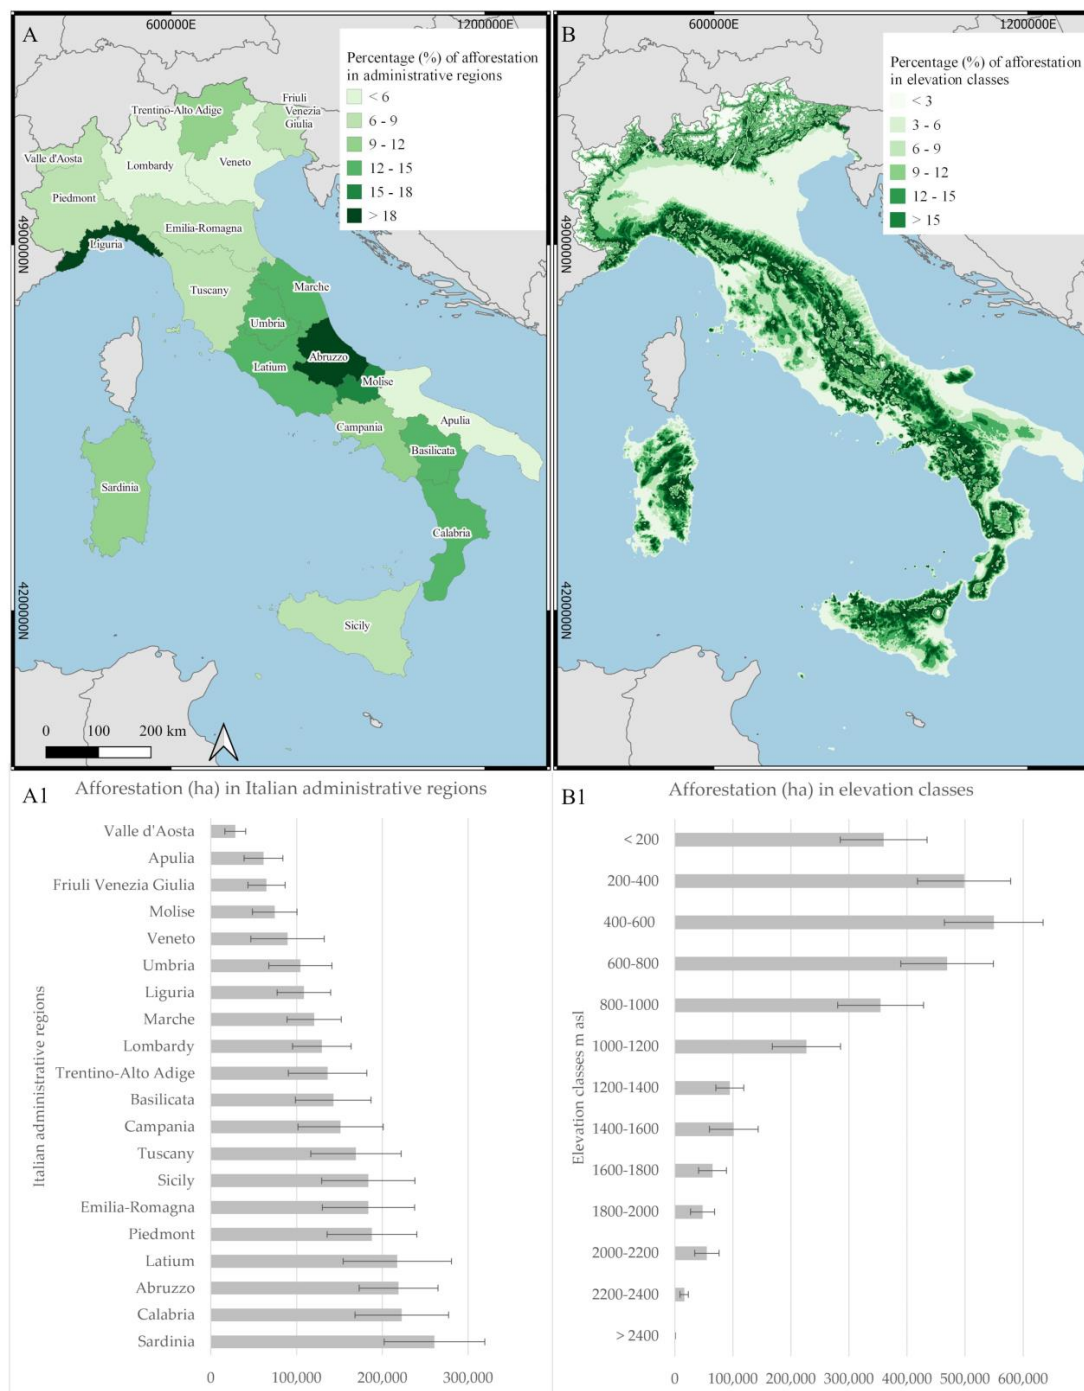 A
600000E
1200000E
4900000N
4200000N
Percentage (%) of afforestation
in administrative regions
< 6
6 - 9
9 - 12
12 - 15
15 - 18
> 18
Trentino-Alto Adige
Friuli
Venezia
Giulia
Valle d'Aosta
Lombardy
Veneto
Piedmont
Emilia-Romagna
Liguria
Tuscany
Marche
Umbria
Abruzzo
Latium
Molise
Campania
Apulia
Basilicata
Sardinia
Calabria
Sicily
0 100 200 km
B
600000E
1200000E
4900000N
4200000N
Percentage (%) of afforestation
in elevation classes
< 3
3 - 6
6 - 9
9 - 12
12 - 15
> 15
A1
Afforestation (ha) in Italian administrative regions
Italian administrative regions
Valle d'Aosta
Apulia
Friuli Venezia Giulia
Molise
Veneto
Umbria
Liguria
Marche
Lombardy
Trentino-Alto Adige
Basilicata
Campania
Tuscany
Sicily
Emilia-Romagna
Piedmont
Latium
Abruzzo
Calabria
Sardinia
0 100,000 200,000 300,000
B1
Afforestation (ha) in elevation classes
Elevation classes m asl
< 200
200-400
400-600
600-800
800-1000
1000-1200
1200-1400
1400-1600
1600-1800
1800-2000
2000-2200
2200-2400
> 2400
0 100,000 200,000 300,000 400,000 500,000 600,000